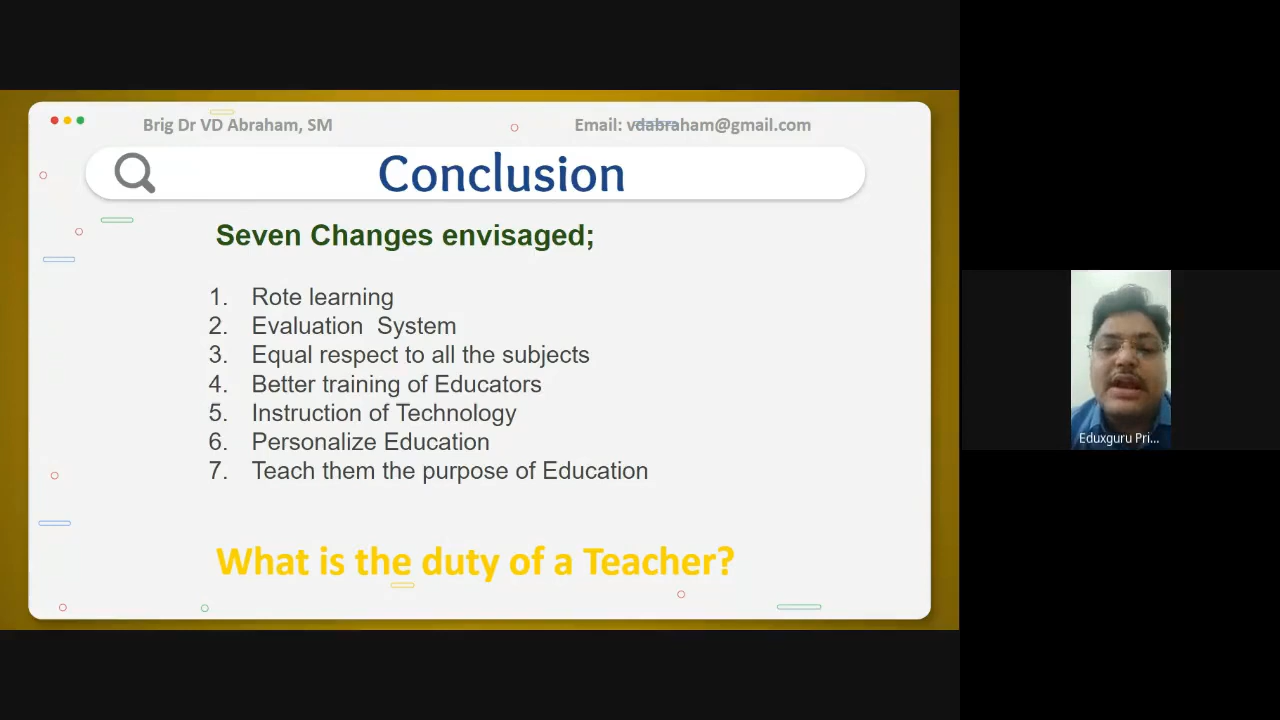 Brig Dr VD Abraham, SM
Email: vdabraham@gmail.com
Conclusion
Seven Changes envisaged;
1. Rote learning
2. Evaluation System
3. Equal respect to all the subjects
4. Better training of Educators
5. Instruction of Technology
6. Personalize Education
7. Teach them the purpose of Education
What is the duty of a Teacher?
Eduxguru Pri...